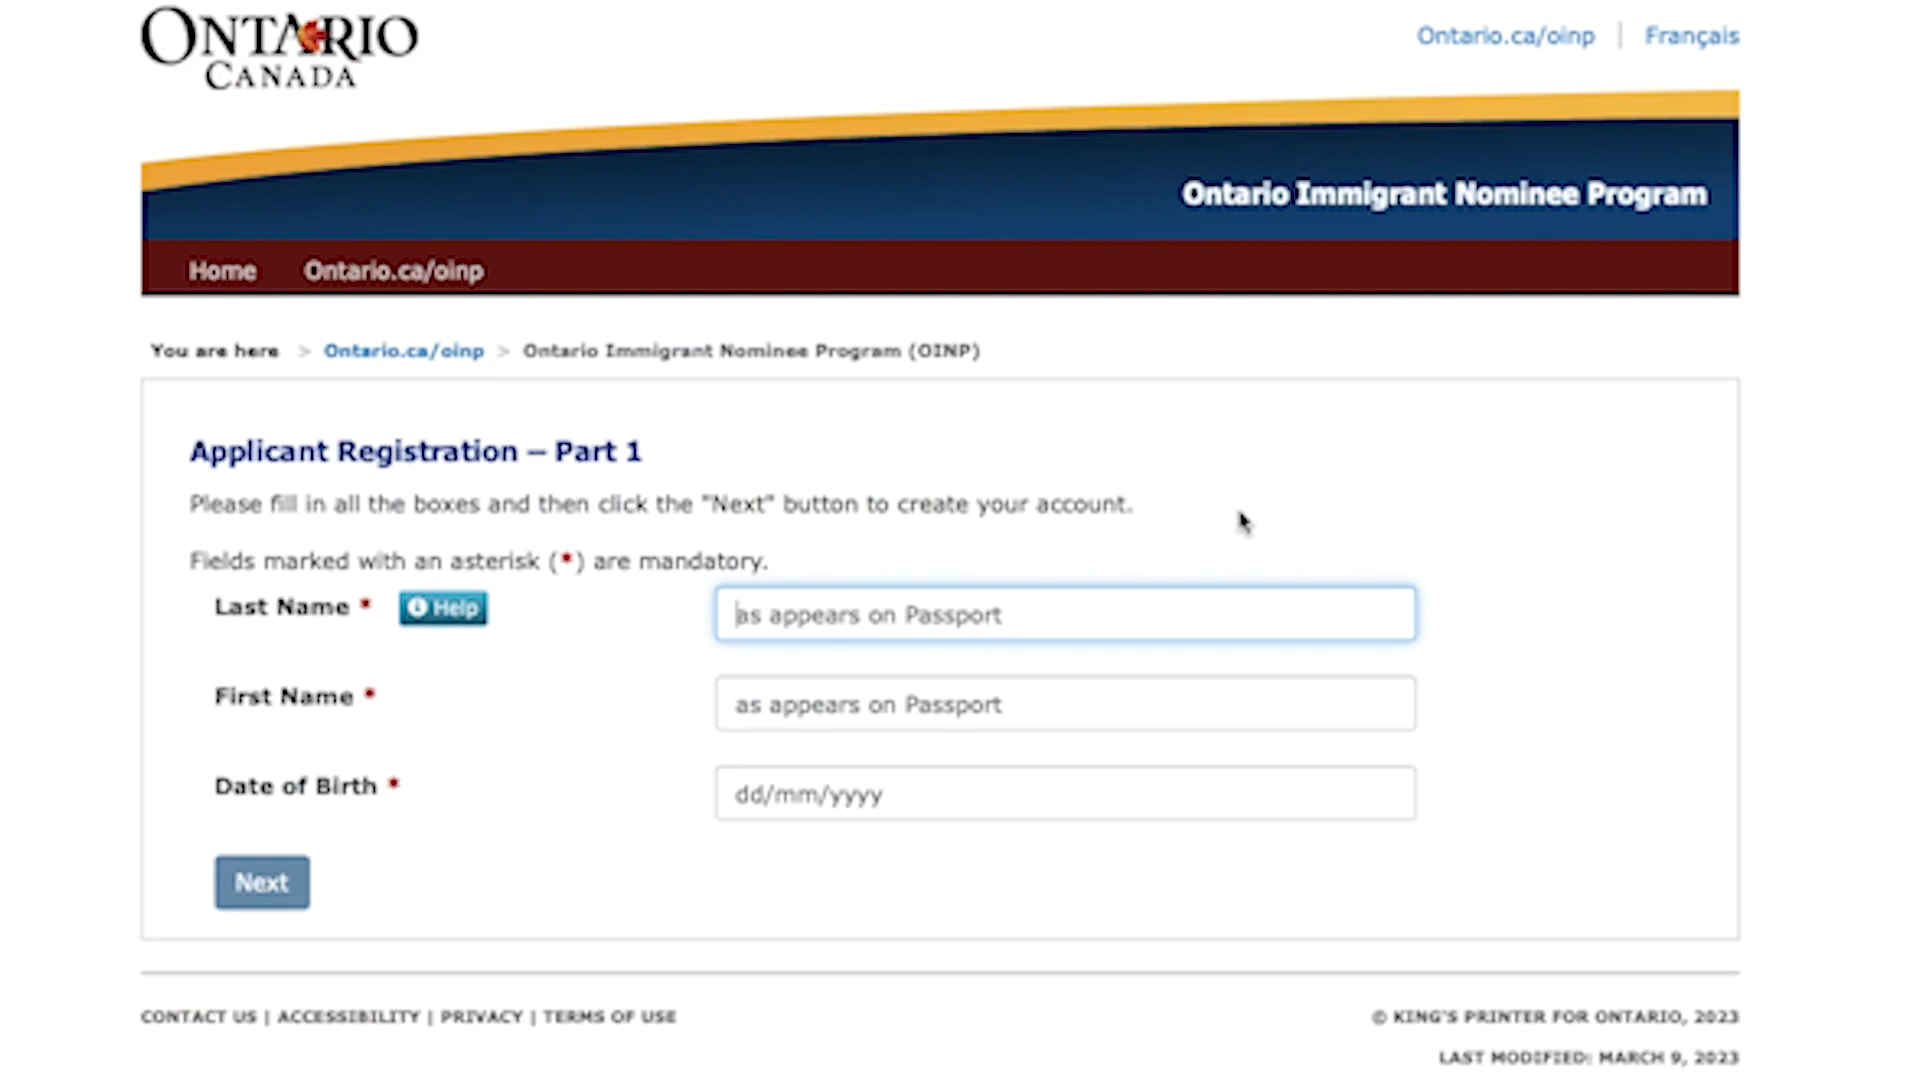 ONTARIO
CANADA
Ontario.ca/oinp | Français
Ontario Immigrant Nominee Program
Home Ontario.ca/oinp
You are here > Ontario.ca/oinp > Ontario Immigrant Nominee Program (OINP)
Applicant Registration – Part 1
Please fill in all the boxes and then click the "Next" button to create your account.
Fields marked with an asterisk (*) are mandatory.
Last Name * Help as appears on Passport
First Name * as appears on Passport
Date of Birth * dd/mm/yyyy
Next
CONTACT US | ACCESSIBILITY | PRIVACY | TERMS OF USE © KING'S PRINTER FOR ONTARIO, 2023
LAST MODIFIED: MARCH 9, 2023